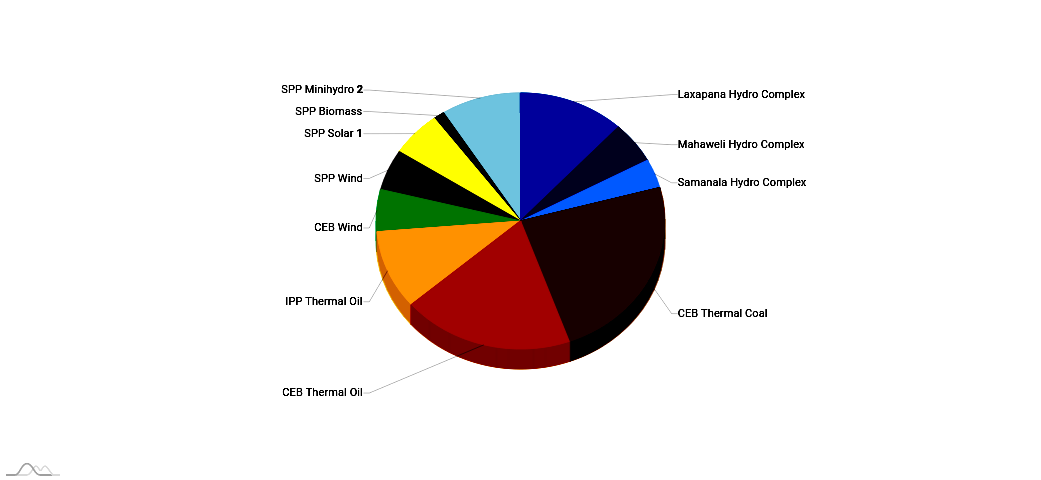 SPP Minihydro 2
SPP Biomass
SPP Solar 1
SPP Wind
CEB Wind
IPP Thermal Oil
CEB Thermal Oil
Laxapana Hydro Complex
Mahaweli Hydro Complex
Samanala Hydro Complex
CEB Thermal Coal